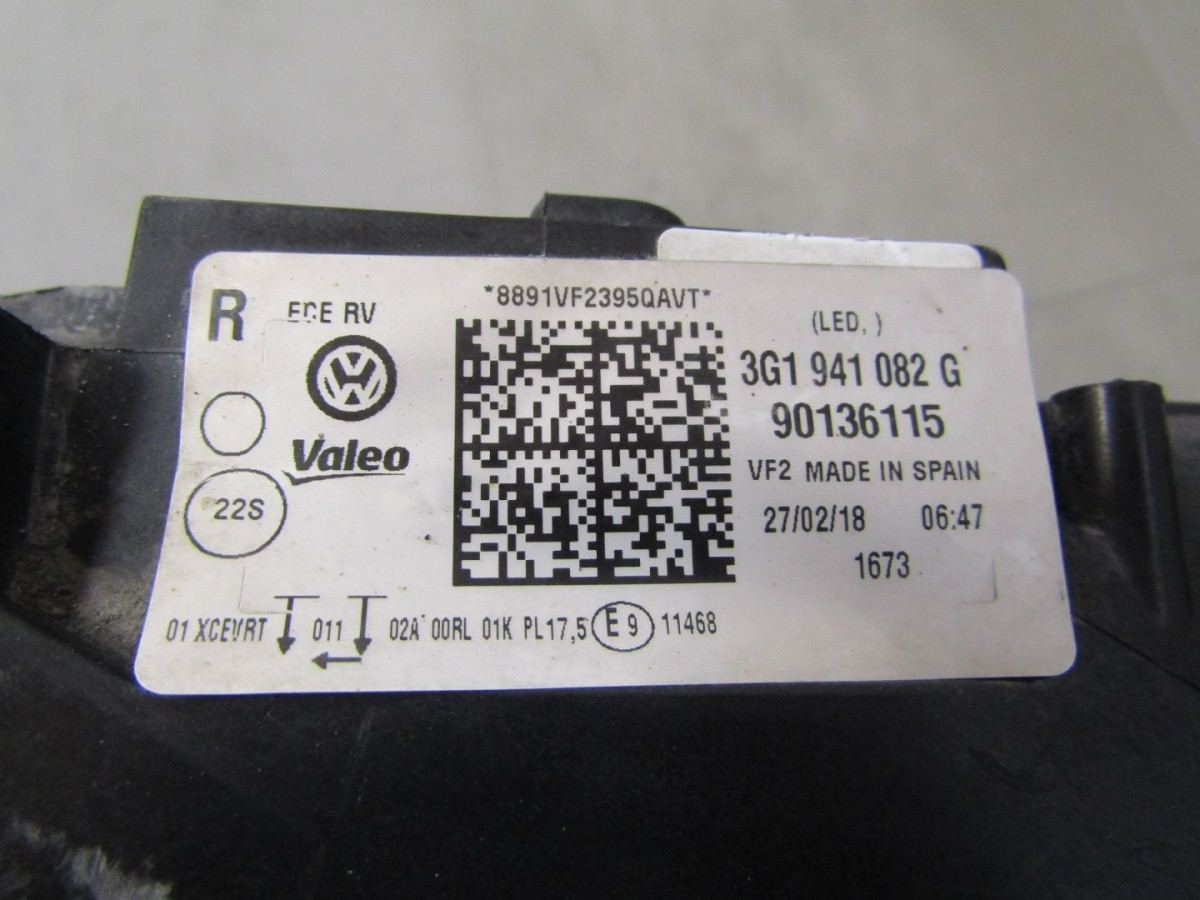 *8891VF2395QAVT*
R
ECE RV
(LED, )
3G1 941 082 G
90136115
Valeo
VF2 MADE IN SPAIN
22S
27/02/18 06:47
1673
01 XCEVRT 011 02A 00RL 01K PL17,5 E9 11468